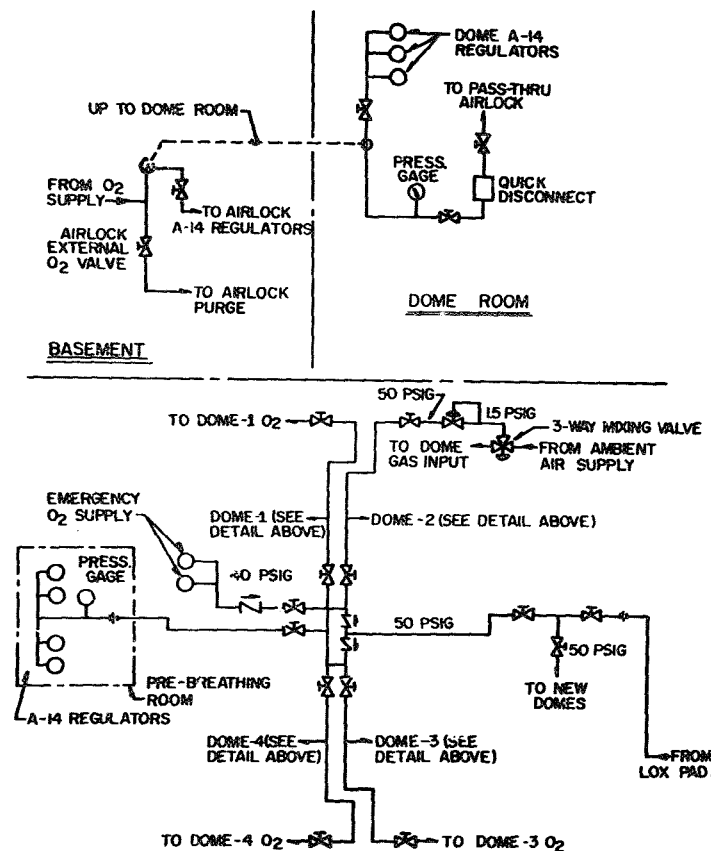 DOME A-14
REGULATORS
TO PASS-THRU
AIRLOCK
UP TO DOME ROOM
PRESS.
GAGE
QUICK
DISCONNECT
FROM O2
SUPPLY
TO AIRLOCK
A-14 REGULATORS
AIRLOCK
EXTERNAL
O2 VALVE
TO AIRLOCK
PURGE
DOME ROOM
BASEMENT
50 PSIG
15 PSIG
TO DOME-1 O2
3-WAY MIXING VALVE
TO DOME
GAS INPUT
FROM AMBIENT
AIR SUPPLY
EMERGENCY
O2 SUPPLY
DOME-1 (SEE
DETAIL ABOVE)
DOME-2 (SEE DETAIL ABOVE)
PRESS.
GAGE
40 PSIG
50 PSIG
50 PSIG
TO NEW
DOMES
PRE-BREATHING
ROOM
A-14 REGULATORS
DOME-4(SEE
DETAIL ABOVE)
DOME-3 (SEE
DETAIL ABOVE)
FROM
LOX PAD
TO DOME-4 O2
TO DOME-3 O2